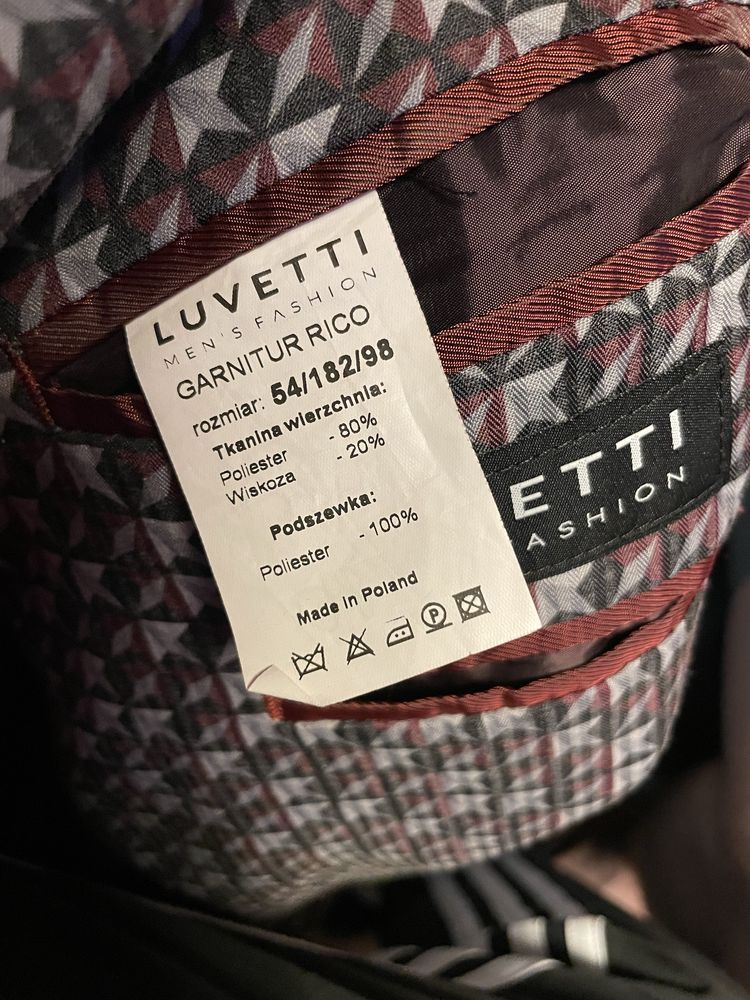 LUVETTI
MEN'S FASHION
GARNITUR RICO
rozmiar: 54/182/98
Tkanina wierzchnia:
Poliester - 80%
Wiskoza - 20%
Podszewka:
Poliester - 100%
Made in Poland
P
ETTI
ASHION